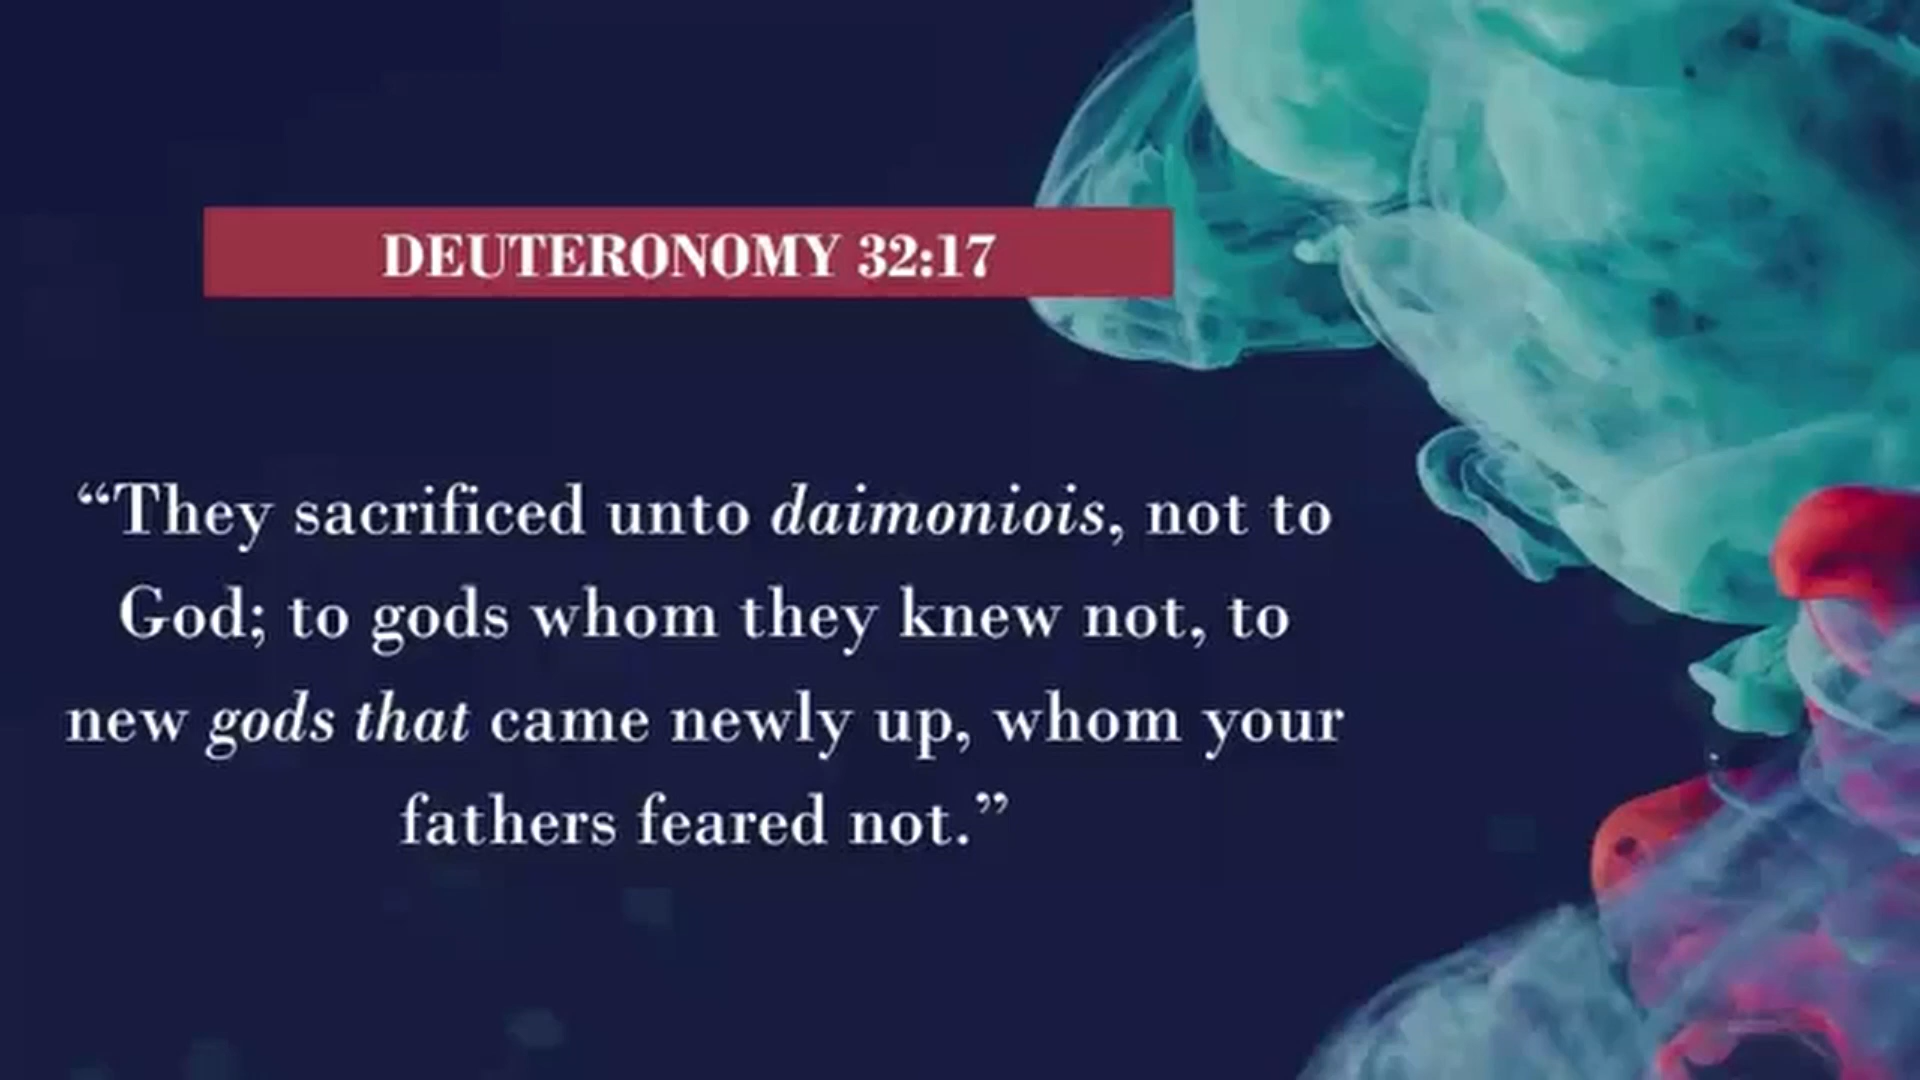 DEUTERONOMY 32:17
“They sacrificed unto daimoniois, not to
God; to gods whom they knew not, to
new gods that came newly up, whom your
fathers feared not.”